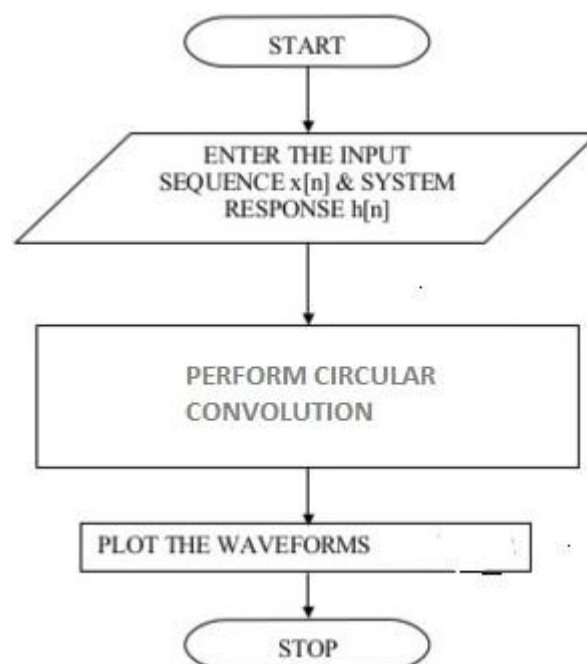 START
ENTER THE INPUT
SEQUENCE x[n] & SYSTEM
RESPONSE h[n]
PERFORM CIRCULAR
CONVOLUTION
PLOT THE WAVEFORMS
STOP